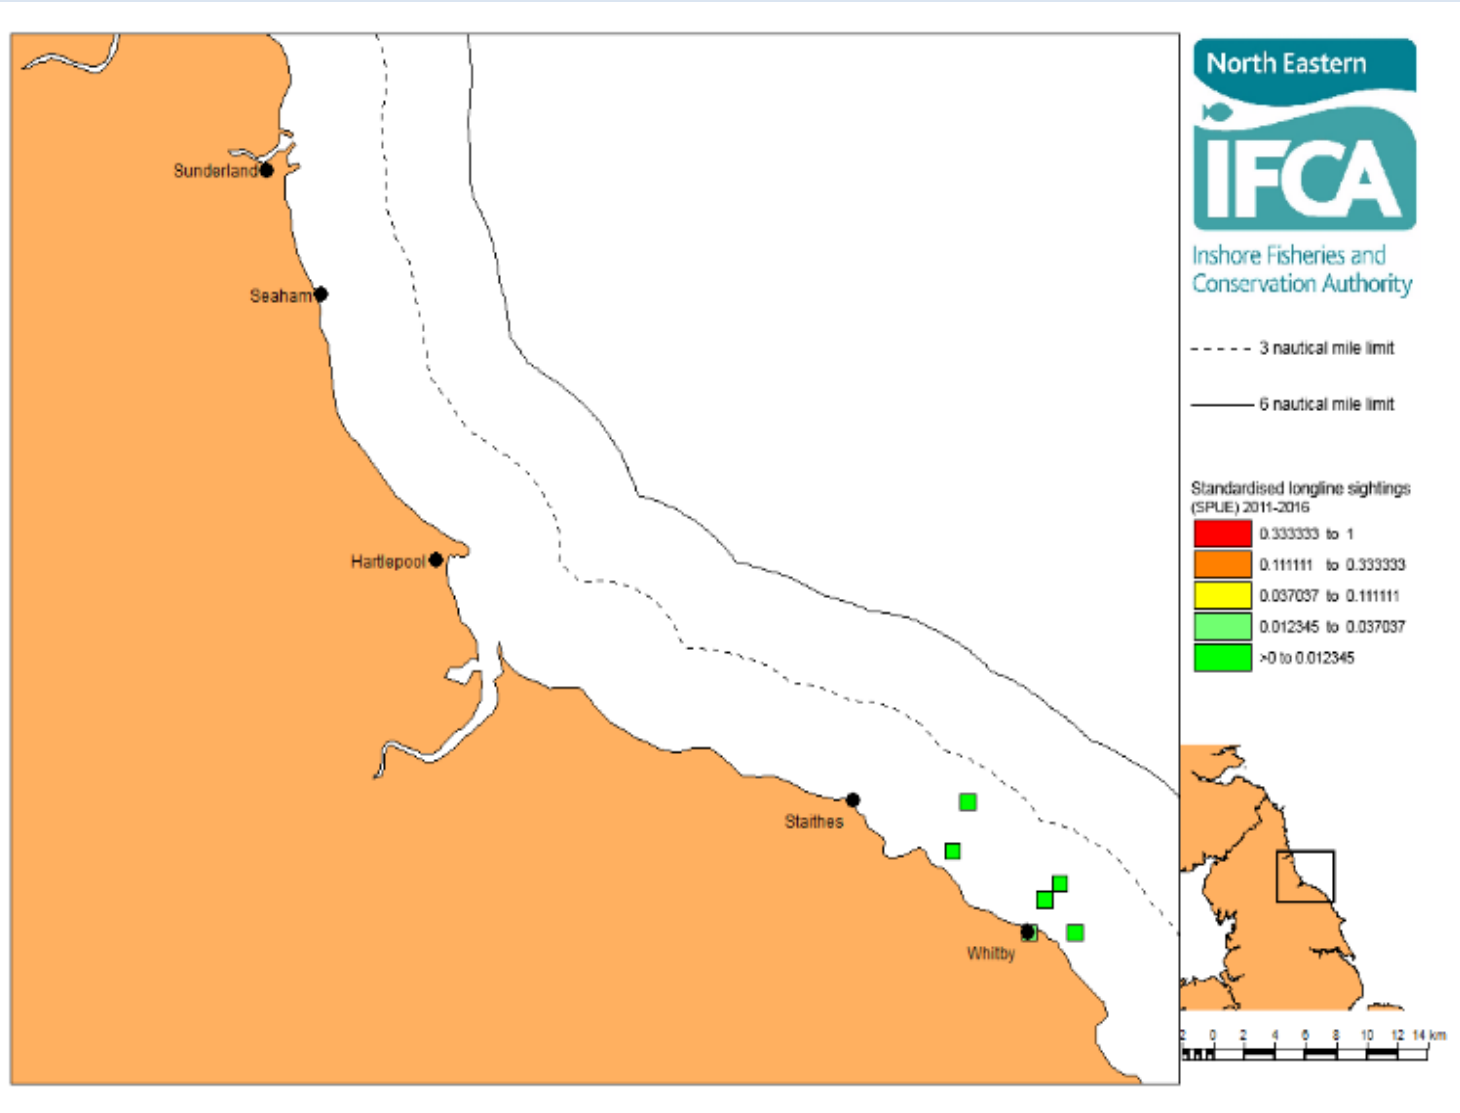 North Eastern
IFCA
Inshore Fisheries and
Conservation Authority
Sunderland
Seaham
Hartlepool
Staithes
Whitby
3 nautical mile limit
6 nautical mile limit
Standardised longline sightings
(SPUE) 2011-2016
0.333333 to 1
0.111111 to 0.333333
0.037037 to 0.111111
0.012345 to 0.037037
>0 to 0.012345
2 0 2 4 6 8 10 12 14 km